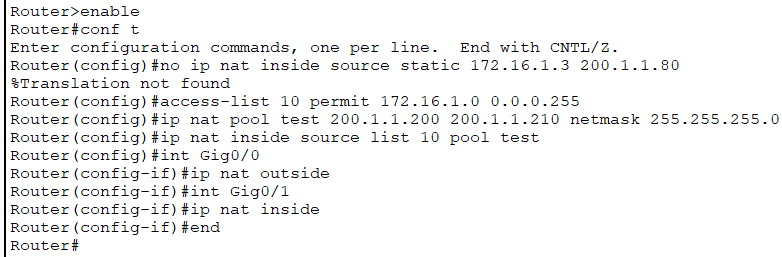 Router>enable
Router#conf t
Enter configuration commands, one per line.  End with CNTL/Z.
Router(config)#no ip nat inside source static 172.16.1.3 200.1.1.80
%Translation not found
Router(config)#access-list 10 permit 172.16.1.0 0.0.0.255
Router(config)#ip nat pool test 200.1.1.200 200.1.1.210 netmask 255.255.255.0
Router(config)#ip nat inside source list 10 pool test
Router(config)#int Gig0/0
Router(config-if)#ip nat outside
Router(config-if)#int Gig0/1
Router(config-if)#ip nat inside
Router(config-if)#end
Router#